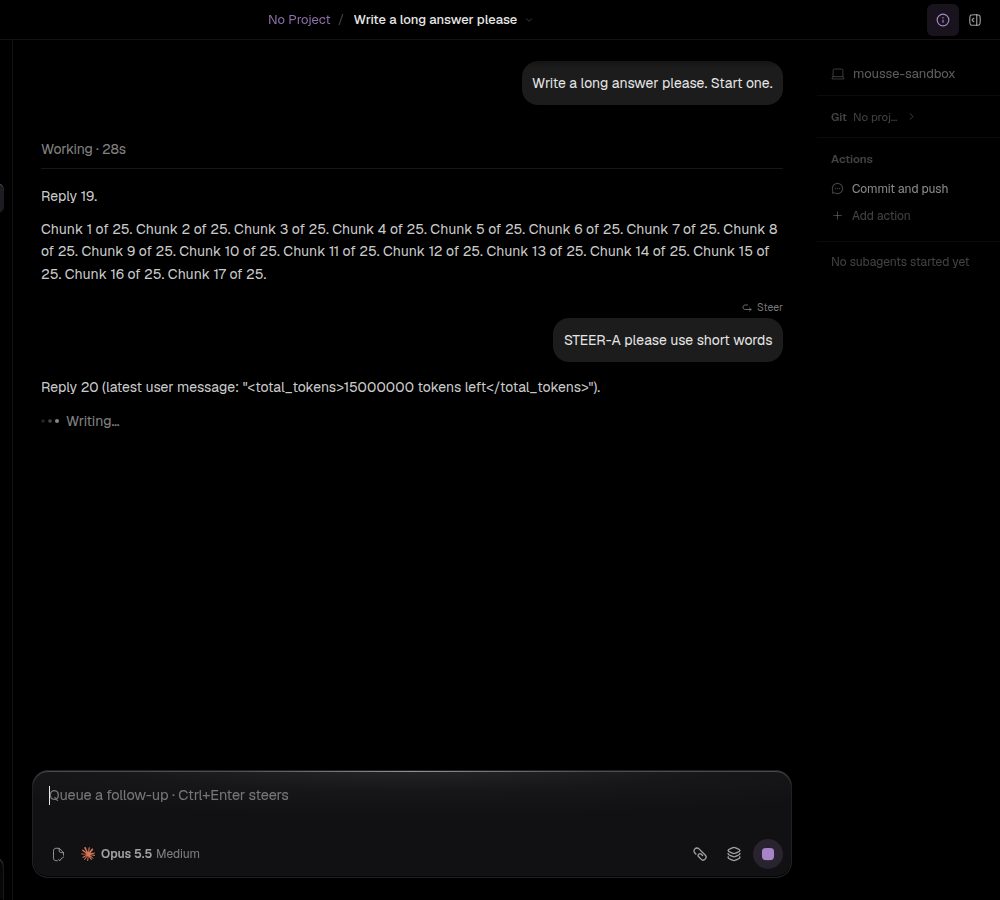 No Project / Write a long answer please
mousse-sandbox
Write a long answer please. Start one.
Git No proj...
Working · 28s
Actions
Commit and push
Reply 19.
Add action
Chunk 1 of 25. Chunk 2 of 25. Chunk 3 of 25. Chunk 4 of 25. Chunk 5 of 25. Chunk 6 of 25. Chunk 7 of 25. Chunk 8
of 25. Chunk 9 of 25. Chunk 10 of 25. Chunk 11 of 25. Chunk 12 of 25. Chunk 13 of 25. Chunk 14 of 25. Chunk 15 of
25. Chunk 16 of 25. Chunk 17 of 25.
No subagents started yet
Steer
STEER-A please use short words
Reply 20 (latest user message: "<total_tokens>15000000 tokens left</total_tokens>").
Writing...
Queue a follow-up · Ctrl+Enter steers
Opus 5.5 Medium